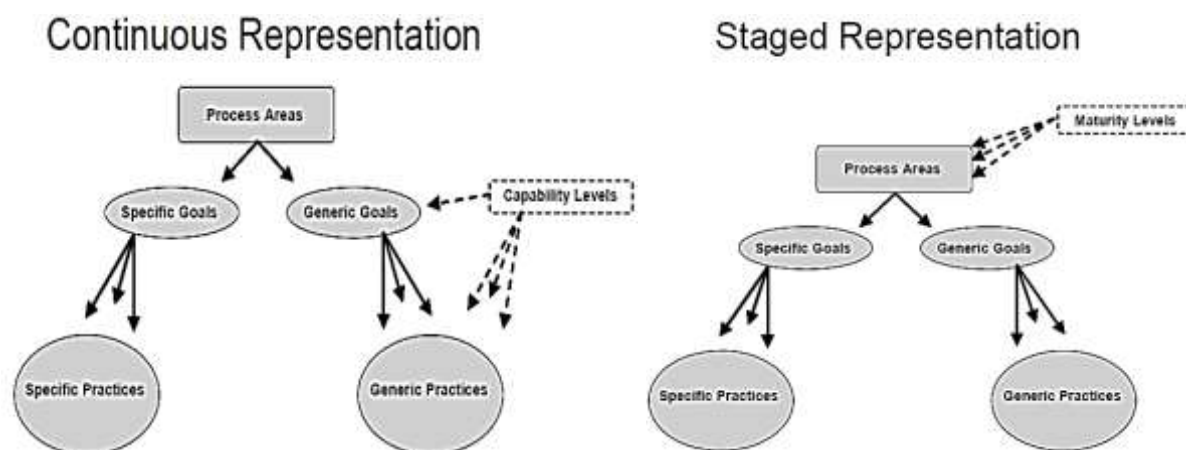 Continuous Representation
Process Areas
Specific Goals
Generic Goals
Capability Levels
Specific Practices
Generic Practices
Staged Representation
Maturity Levels
Process Areas
Specific Goals
Generic Goals
Specific Practices
Generic Practices